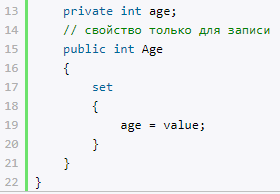 13 private int age;
14 // свойство только для записи
15 public int Age
16 {
17 set
18 {
19 age = value;
20 }
21 }
22 }